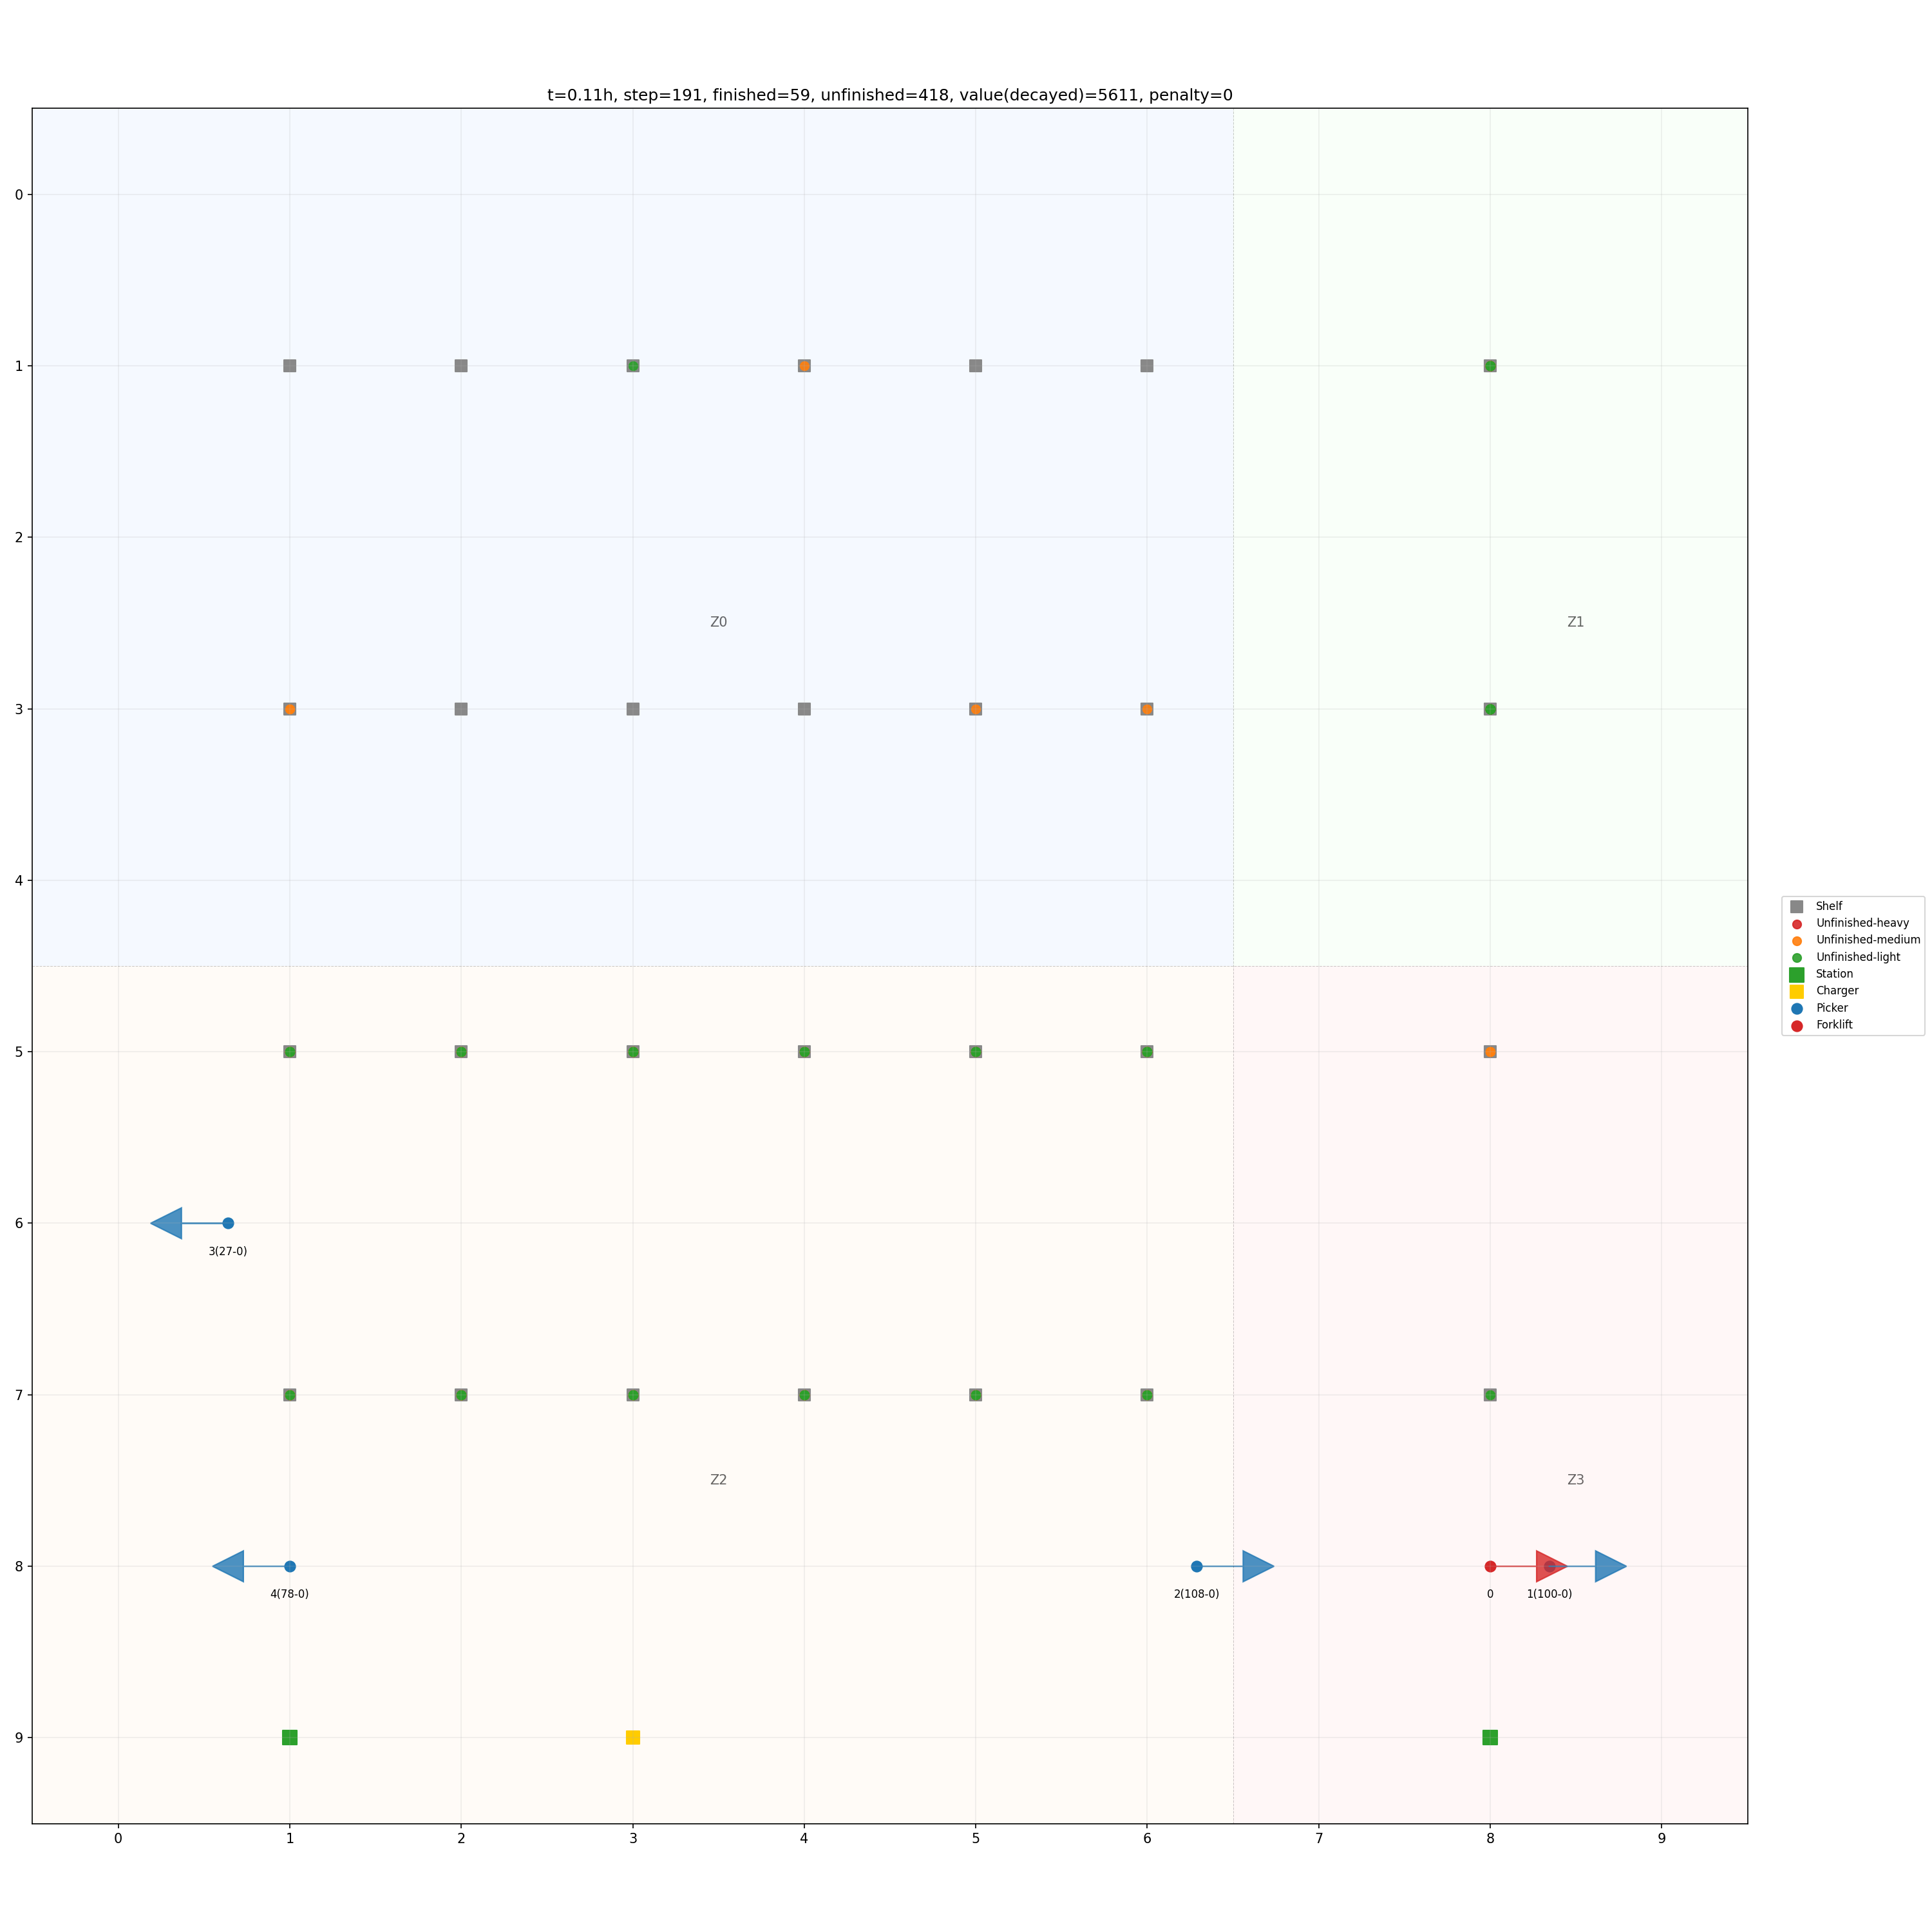 t=0.11h, step=191, finished=59, unfinished=418, value(decayed)=5611, penalty=0
0
1
2
Z0
Z1
3
4
Shelf
Unfinished-heavy
Unfinished-medium
Unfinished-light
Station
Charger
Picker
Forklift
5
6
3(27-0)
7
Z2
Z3
8
4(78-0)
2(108-0)
0
1(100-0)
9
0 1 2 3 4 5 6 7 8 9